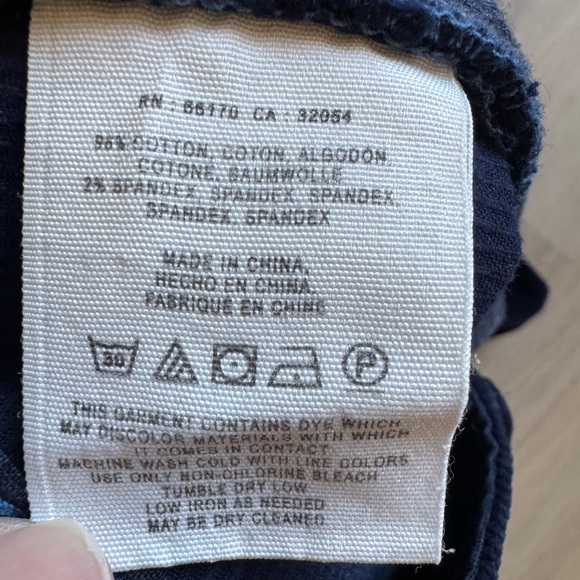 RN : 66170 CA : 32054
98% COTTON, COTON, ALGODÓN
COTONE, BAUMWOLLE
2% SPANDEX, SPANDEX, SPANDEX
SPANDEX, SPANDEX
MADE IN CHINA,
HECHO EN CHINA,
FABRIQUÉ EN CHINE
30 P
THIS GARMENT CONTAINS DYE WHICH
MAY DISCOLOR MATERIALS WITH WHICH
IT COMES IN CONTACT
MACHINE WASH COLD WITH LIKE COLORS
USE ONLY NON-CHLORINE BLEACH
TUMBLE DRY LOW
LOW IRON AS NEEDED
MAY BE DRY CLEANED